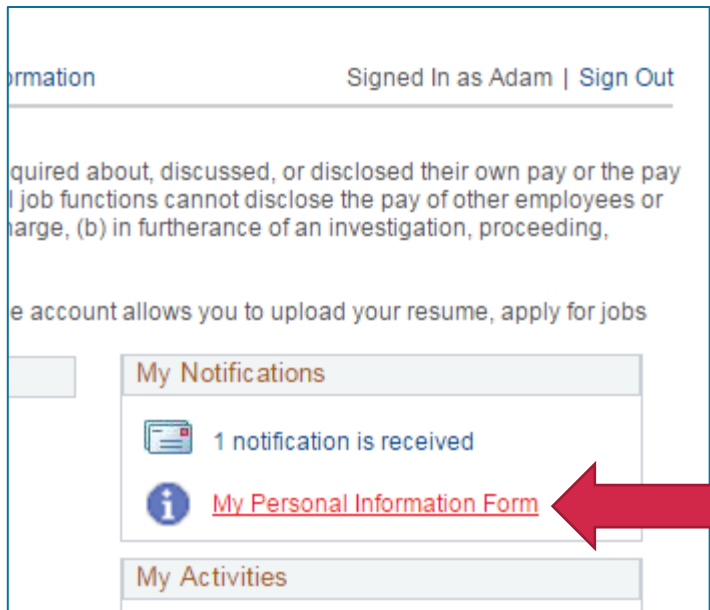 ormation Signed In as Adam | Sign Out
quired about, discussed, or disclosed their own pay or the pay
l job functions cannot disclose the pay of other employees or
harge, (b) in furtherance of an investigation, proceeding,
e account allows you to upload your resume, apply for jobs
My Notifications
1 notification is received
My Personal Information Form
My Activities